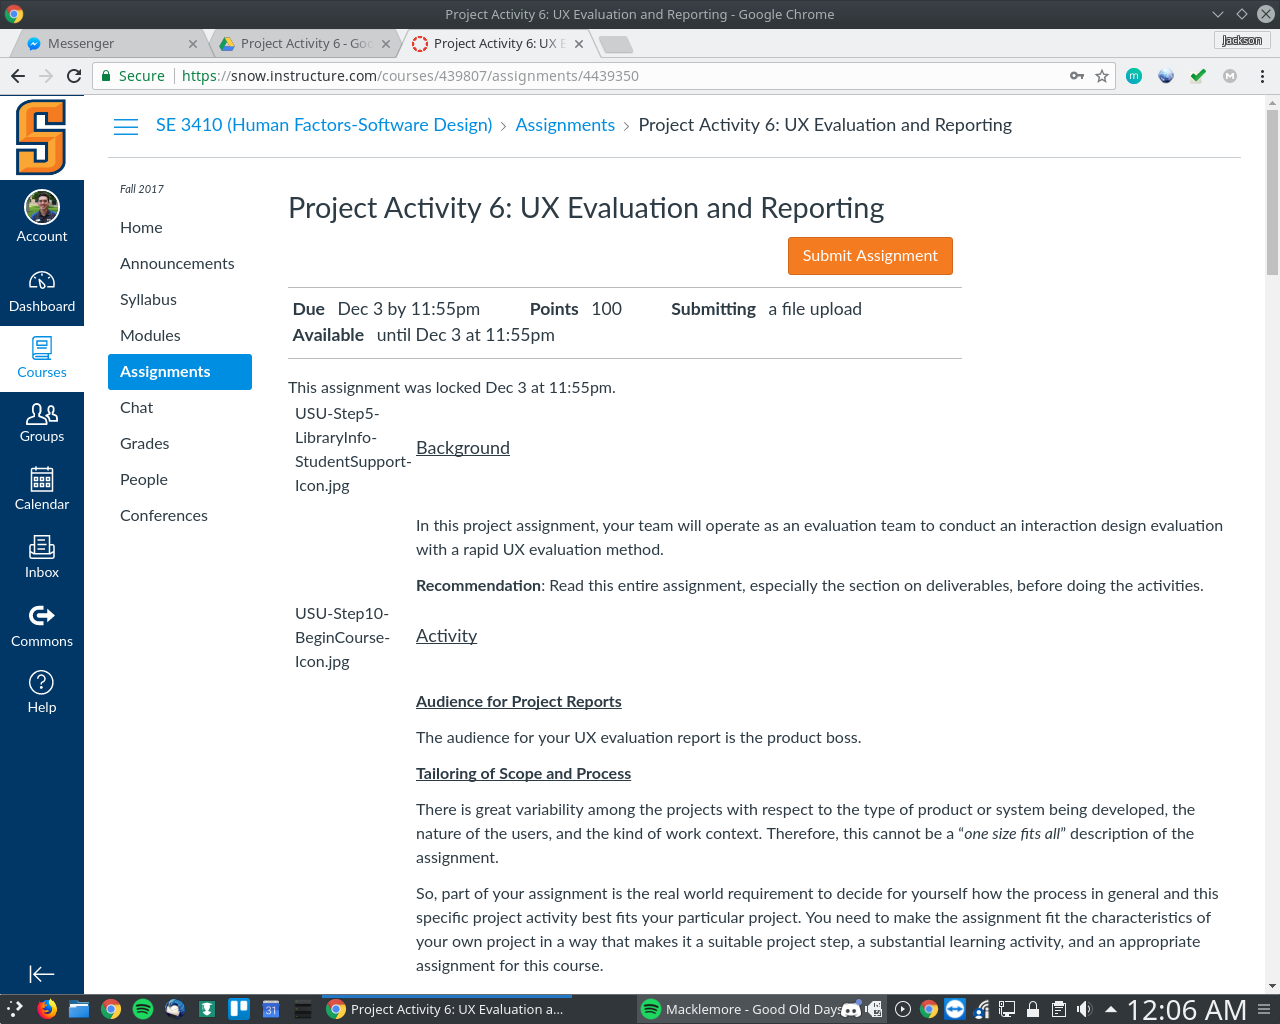 Project Activity 6: UX Evaluation and Reporting - Google Chrome
Messenger
Project Activity 6 - Goo
Project Activity 6: UX E
Jackson
Secure
https://snow.instructure.com/courses/439807/assignments/4439350
SE 3410 (Human Factors-Software Design) > Assignments > Project Activity 6: UX Evaluation and Reporting
Account
Dashboard
Courses
Groups
Calendar
Inbox
Commons
Help
Fall 2017
Home
Announcements
Syllabus
Modules
Assignments
Chat
Grades
People
Conferences
Project Activity 6: UX Evaluation and Reporting
Submit Assignment
Due Dec 3 by 11:55pm Points 100 Submitting a file upload
Available until Dec 3 at 11:55pm
This assignment was locked Dec 3 at 11:55pm.
USU-Step5-
LibraryInfo-
StudentSupport-
Icon.jpg
Background
In this project assignment, your team will operate as an evaluation team to conduct an interaction design evaluation
with a rapid UX evaluation method.
Recommendation: Read this entire assignment, especially the section on deliverables, before doing the activities.
USU-Step10-
BeginCourse-
Icon.jpg
Activity
Audience for Project Reports
The audience for your UX evaluation report is the product boss.
Tailoring of Scope and Process
There is great variability among the projects with respect to the type of product or system being developed, the
nature of the users, and the kind of work context. Therefore, this cannot be a “one size fits all” description of the
assignment.
So, part of your assignment is the real world requirement to decide for yourself how the process in general and this
specific project activity best fits your particular project. You need to make the assignment fit the characteristics of
your own project in a way that makes it a suitable project step, a substantial learning activity, and an appropriate
assignment for this course.
31
Project Activity 6: UX Evaluation a...
Macklemore - Good Old Days
12:06 AM